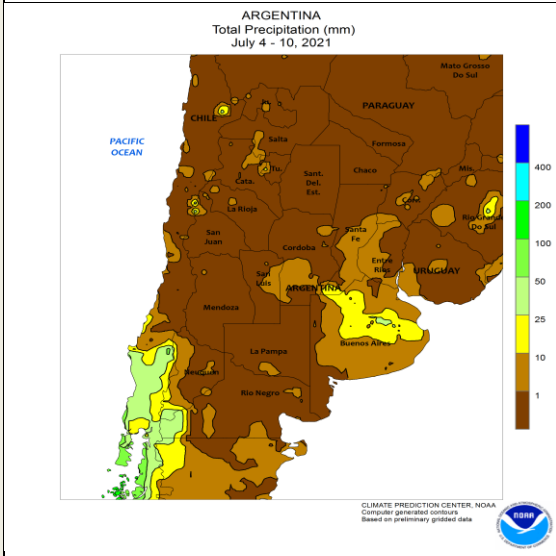 ARGENTINA
Total Precipitation (mm)
July 4 - 10, 2021
Mato Grosso
Do Sul
PARAGUAY
Ju.
CHILE
PACIFIC
OCEAN
Salta
Formosa
Tu.
Chaco
Mis.
Cata.
Sant.
Del.
Est.
Corr.
La Rioja
Rio Grande
Do Sul
San
Juan
Santa
Fe
Cordoba
Entre
Rios
URUGUAY
San
Luis
ARGENTINA
Mendoza
Buenos Aires
La Pampa
Neuquen
Rio Negro
400
200
100
50
25
10
1
CLIMATE PREDICTION CENTER, NOAA
Computer generated contours
Based on preliminary gridded data
NOAA